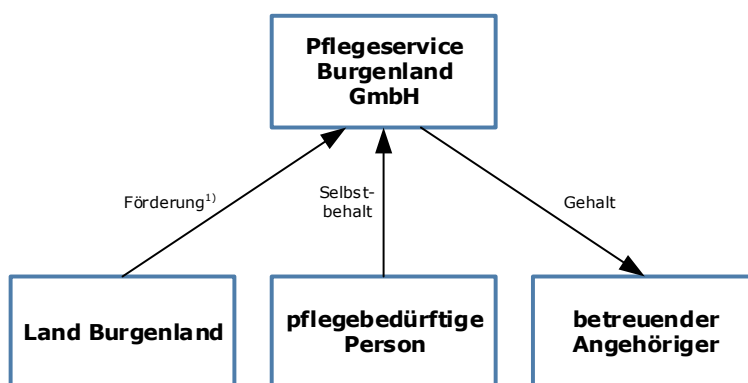 Pflegeservice
Burgenland
GmbH
Förderung¹⁾
Selbst-
behalt
Gehalt
Land Burgenland
pflegebedürftige
Person
betreuender
Angehöriger